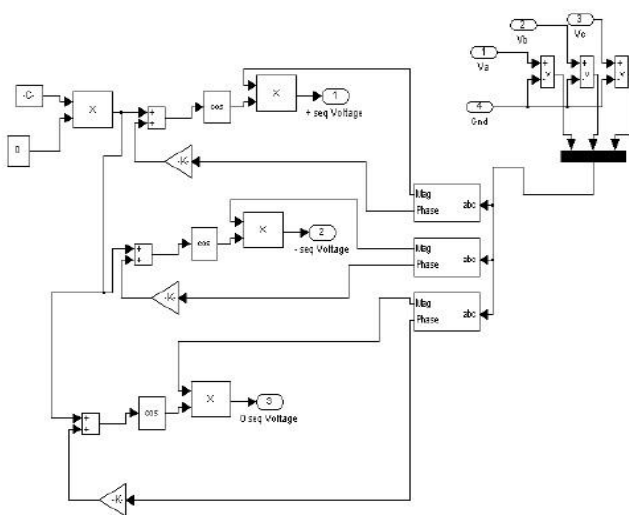 2
3
Vb
Vc
1
Va
+
-
v
+
-
v
+
-
v
4
Gnd
-C-
X
0
+
+
cos
X
1
+ seq Voltage
-K-
Mag
Phase
abc
+
+
cos
X
2
- seq Voltage
-K-
Mag
Phase
abc
Mag
Phase
abc
+
+
cos
X
3
0 seq Voltage
-K-